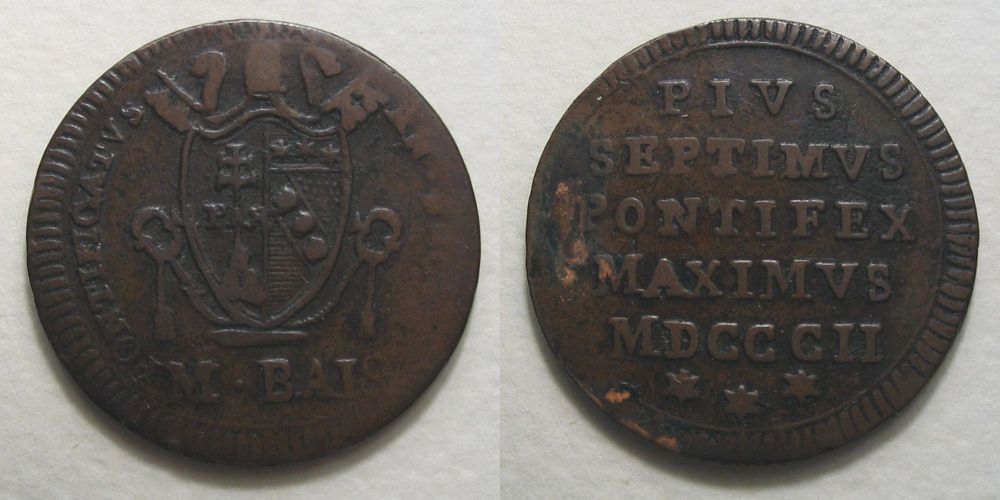 PONTIFICATVS
M · BAI
PIVS
SEPTIMVS
PONTIFEX
MAXIMVS
MDCCCII